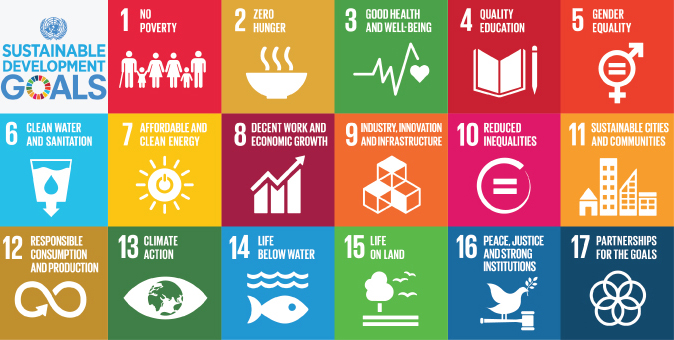 SUSTAINABLE
DEVELOPMENT
GOALS
1 NO
POVERTY
2 ZERO
HUNGER
3 GOOD HEALTH
AND WELL-BEING
4 QUALITY
EDUCATION
5 GENDER
EQUALITY
6 CLEAN WATER
AND SANITATION
7 AFFORDABLE AND
CLEAN ENERGY
8 DECENT WORK AND
ECONOMIC GROWTH
9 INDUSTRY, INNOVATION
AND INFRASTRUCTURE
10 REDUCED
INEQUALITIES
11 SUSTAINABLE CITIES
AND COMMUNITIES
12 RESPONSIBLE
CONSUMPTION
AND PRODUCTION
13 CLIMATE
ACTION
14 LIFE
BELOW WATER
15 LIFE
ON LAND
16 PEACE, JUSTICE
AND STRONG
INSTITUTIONS
17 PARTNERSHIPS
FOR THE GOALS